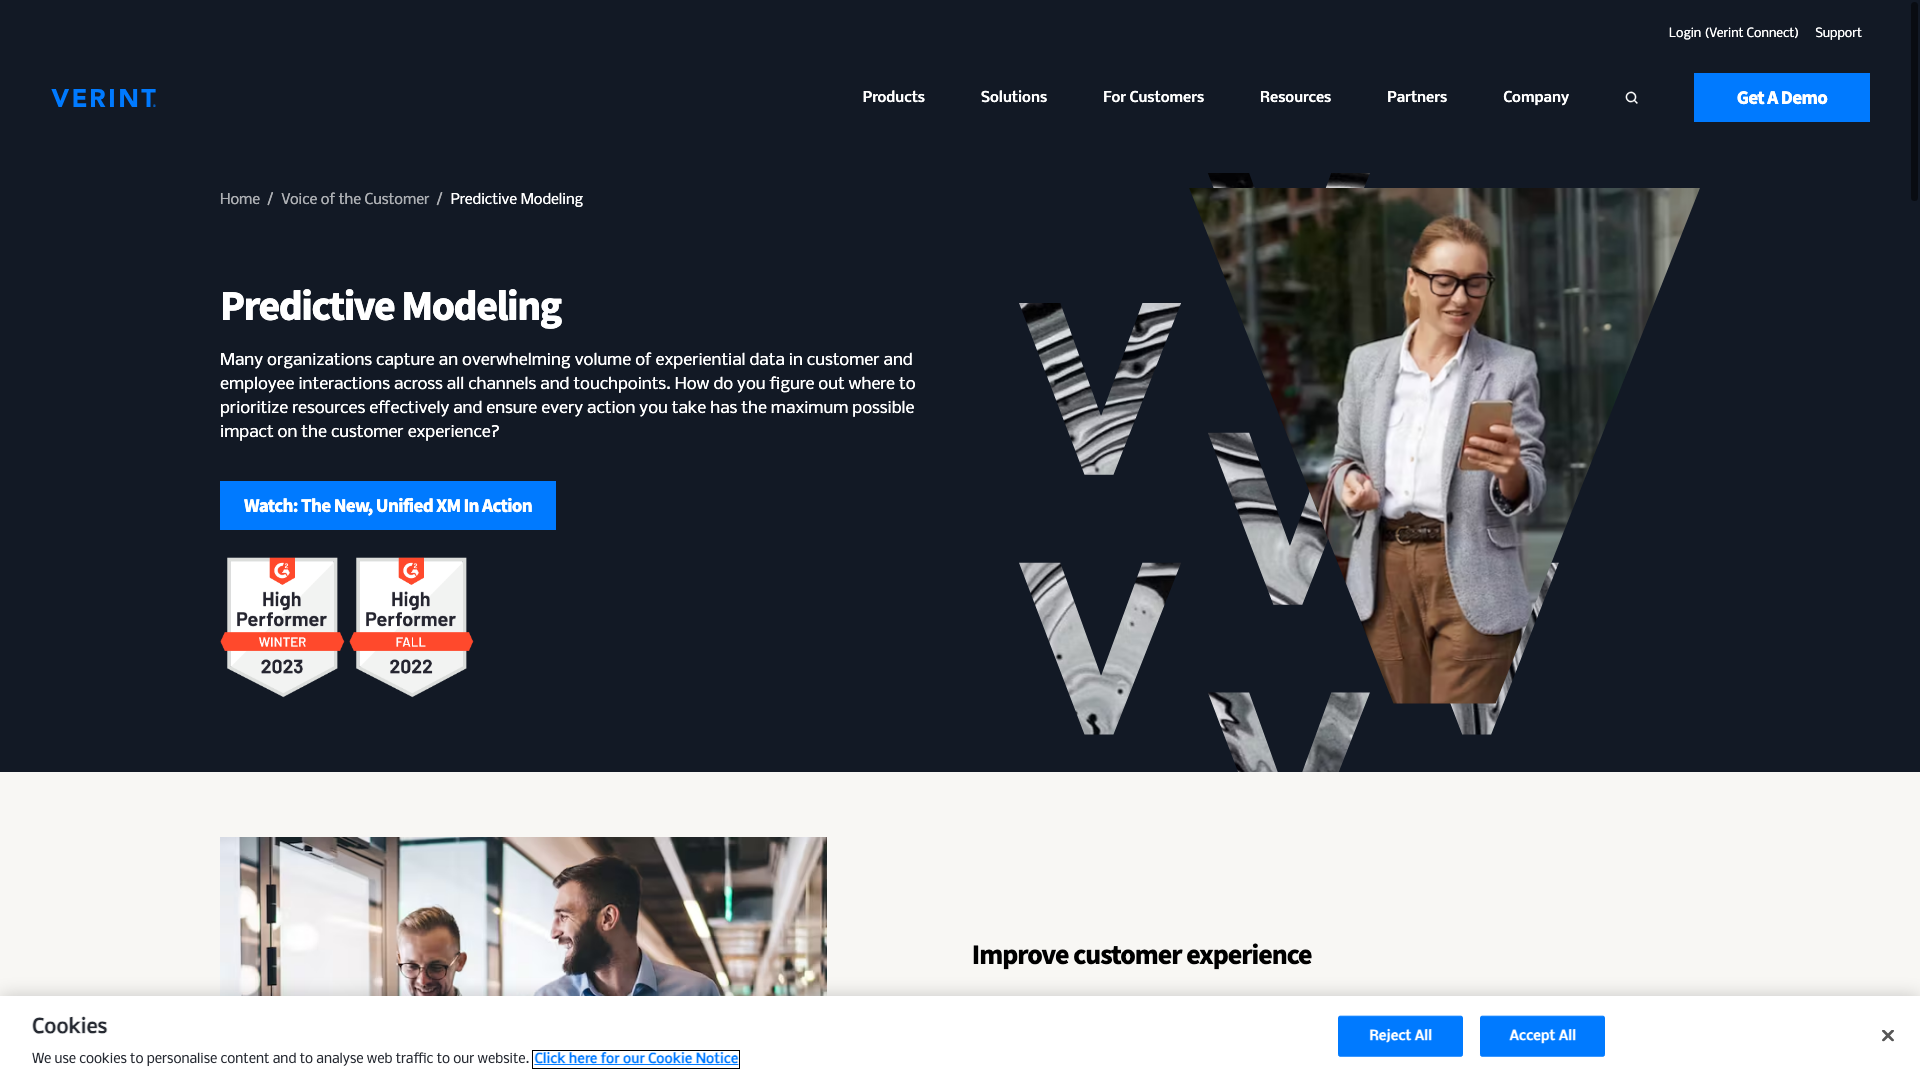 Login (Verint Connect) Support
VERINT
Products Solutions For Customers Resources Partners Company Get A Demo
Home / Voice of the Customer / Predictive Modeling
Predictive Modeling
Many organizations capture an overwhelming volume of experiential data in customer and
employee interactions across all channels and touchpoints. How do you figure out where to
prioritize resources effectively and ensure every action you take has the maximum possible
impact on the customer experience?
Watch: The New, Unified XM In Action
High
Performer
WINTER
2023
High
Performer
FALL
2022
Improve customer experience
Cookies
We use cookies to personalise content and to analyse web traffic to our website. Click here for our Cookie Notice
Reject All Accept All